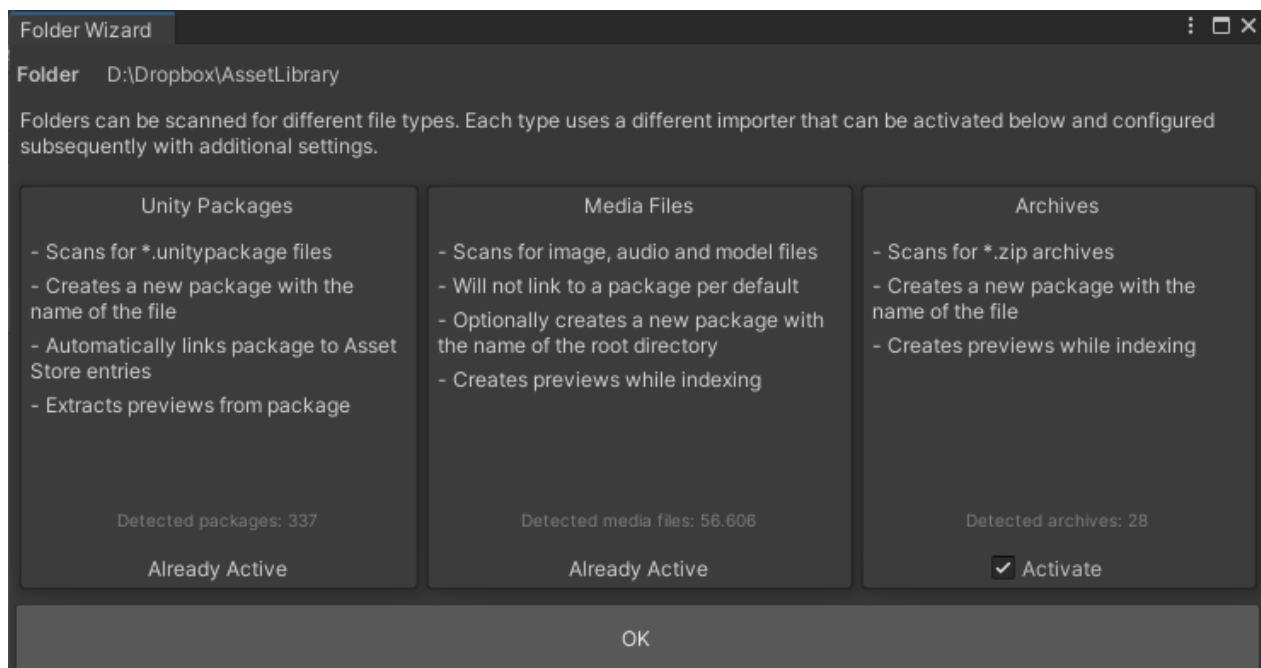 Folder Wizard
Folder D:\Dropbox\AssetLibrary
Folders can be scanned for different file types. Each type uses a different importer that can be activated below and configured
subsequently with additional settings.
Unity Packages
- Scans for *.unitypackage files
- Creates a new package with the
name of the file
- Automatically links package to Asset
Store entries
- Extracts previews from package
Detected packages: 337
Already Active
Media Files
- Scans for image, audio and model files
- Will not link to a package per default
- Optionally creates a new package with
the name of the root directory
- Creates previews while indexing
Detected media files: 56.606
Already Active
Archives
- Scans for *.zip archives
- Creates a new package with the
name of the file
- Creates previews while indexing
Detected archives: 28
Activate
OK